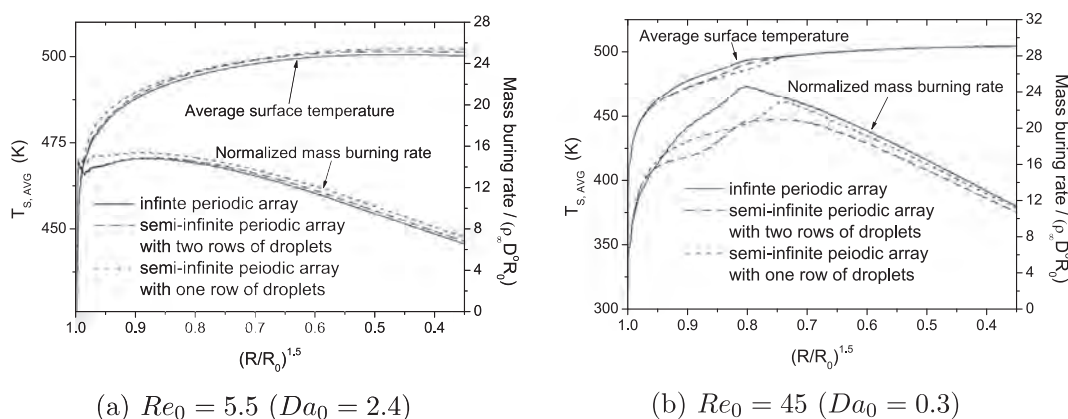 500
475
450
T S, AVG (K)
28
24
20
16
12
8
4
0
Mass buring rate / (ρ∞ D° R₀)
Average surface temperature
Normalized mass burning rate
infinte periodic array
semi-infinite periodic array
with two rows of droplets
semi-infinite peiodic array
with one row of droplets
1.0 0.9 0.8 0.7 0.6 0.5 0.4
(R/R₀)^1.5
(a) Re₀ = 5.5 (Da₀ = 2.4)
500
450
400
350
300
T S, AVG (K)
32
28
24
20
16
12
8
4
0
Mass buring rate / (ρ∞ D° R₀)
Average surface temperature
Normalized mass burning rate
infinte periodic array
semi-infinite periodic array
with two rows of droplets
semi-infinite peiodic array
with one row of droplets
1.0 0.9 0.8 0.7 0.6 0.5 0.4
(R/R₀)^1.5
(b) Re₀ = 45 (Da₀ = 0.3)